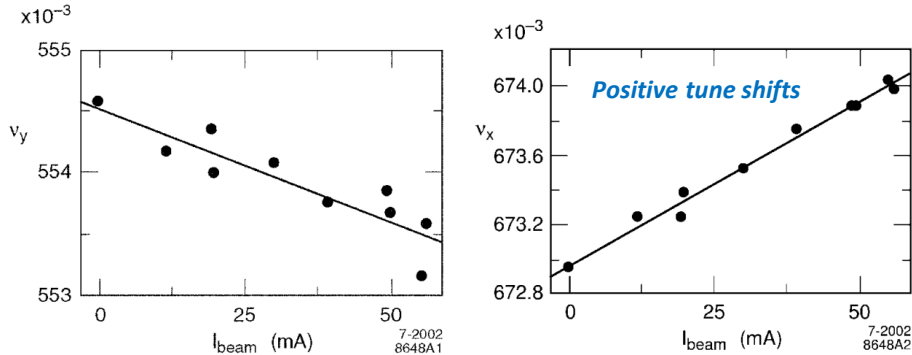 x10⁻³
555
554
553
νy
0
25
50
Ibeam (mA)
7-2002
8648A1
x10⁻³
674.0
673.6
673.2
672.8
νx
Positive tune shifts
0
25
50
Ibeam (mA)
7-2002
8648A2